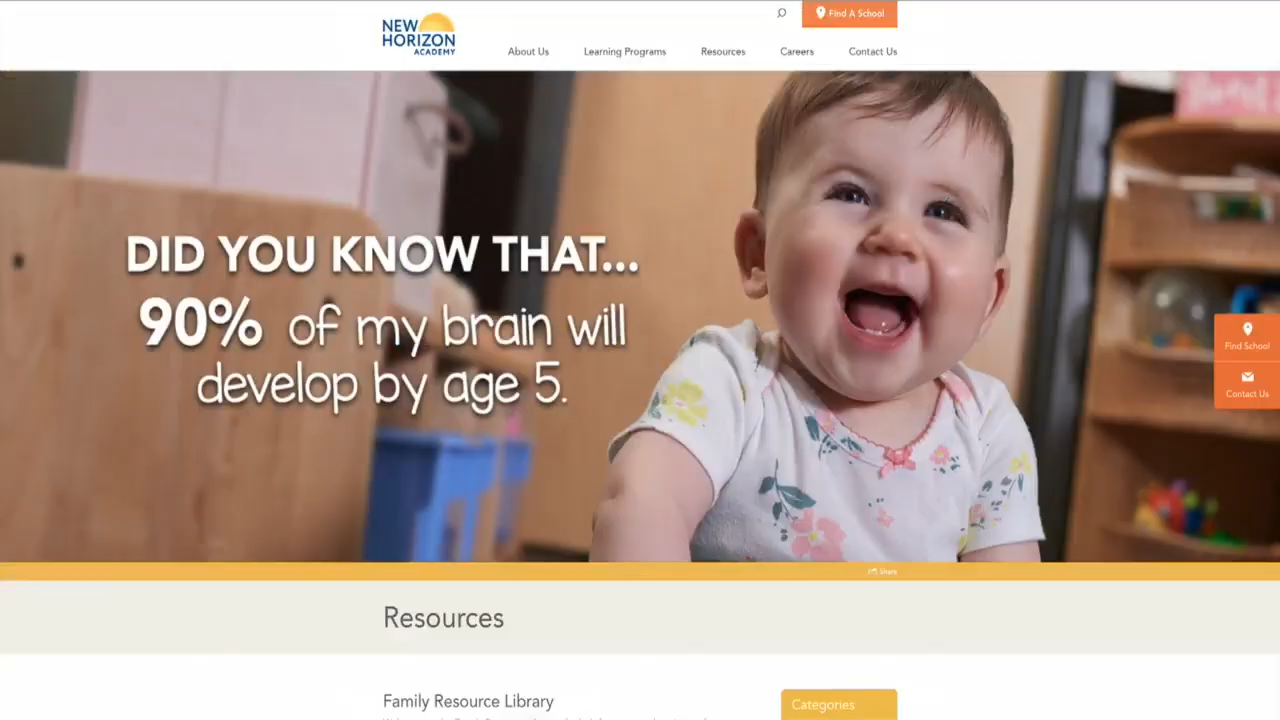 NEW
HORIZON
ACADEMY
Find A School
About Us
Learning Programs
Resources
Careers
Contact Us
DID YOU KNOW THAT...
90% of my brain will
develop by age 5.
Find School
Contact Us
Share
Resources
Family Resource Library
Categories